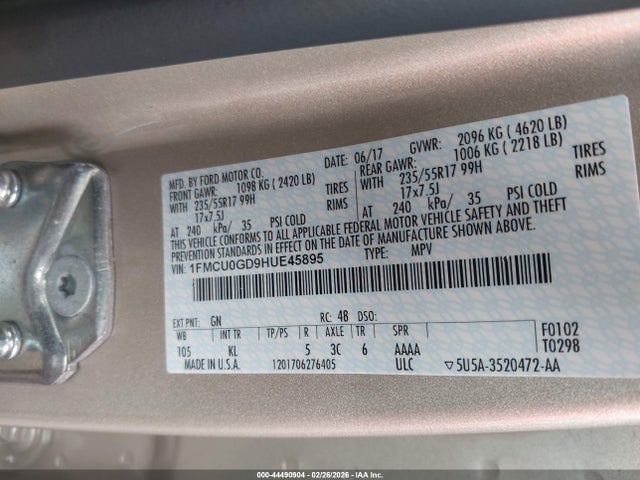 MFD. BY FORD MOTOR CO.
06/17 GVWR: 2096 KG ( 4620 LB)
FRONT GAWR: 1098 KG ( 2420 LB) REAR GAWR: 1006 KG ( 2218 LB)
WITH 235/55R17 99H TIRES WITH 235/55R17 99H TIRES
17x7.5J RIMS 17x7.5J RIMS
AT 240 kPa/ 35 PSI COLD AT 240 kPa/ 35 PSI COLD
THIS VEHICLE CONFORMS TO ALL APPLICABLE FEDERAL MOTOR VEHICLE SAFETY AND THEFT
PREVENTION STANDARDS IN EFFECT ON THE DATE OF MANUFACTURE SHOWN ABOVE.
VIN: 1FMCU0GD9HUE45895 TYPE: MPV
EXT PNT: GN RC: 48 DSO:
WB INT TR TP/PS R AXLE TR SPR F0102
105 KL 5 3C 6 AAAA T0298
MADE IN U.S.A. 1201706276405 ULC ▽5U5A-3520472-AA
000-44490904 | 02/26/2026 - IAA Inc.